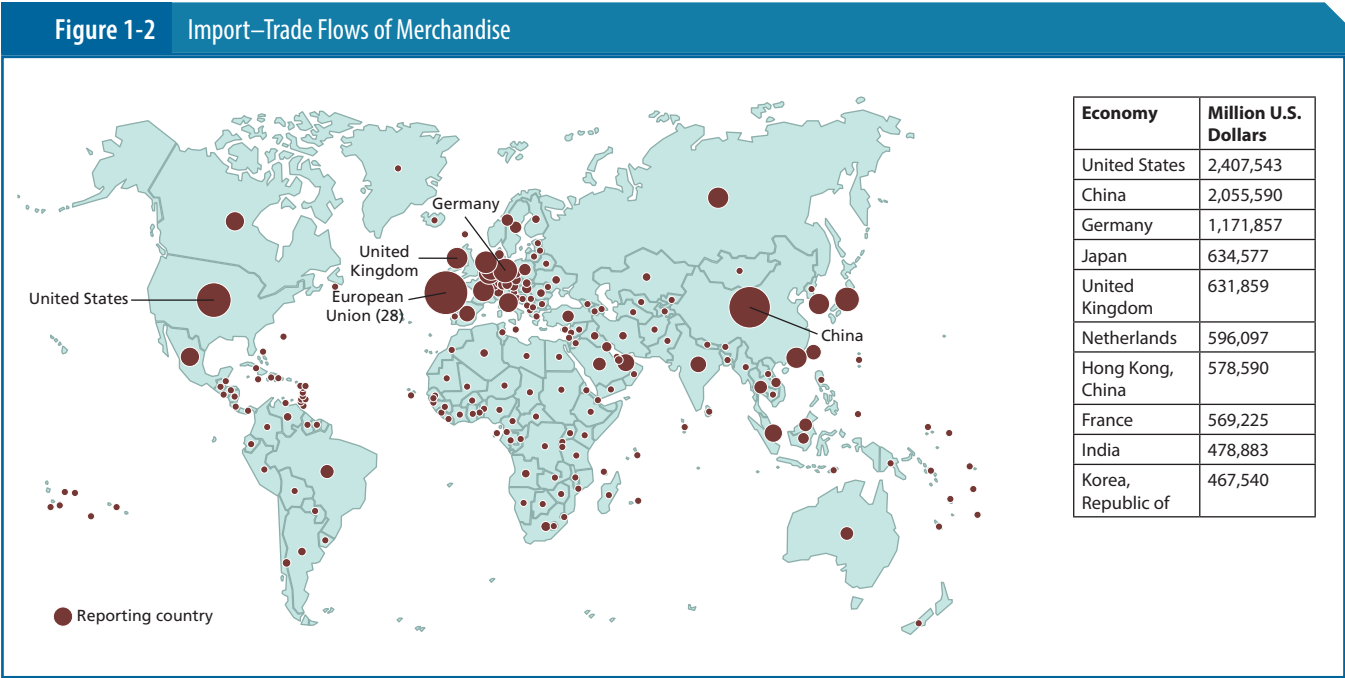 Figure 1-2 Import–Trade Flows of Merchandise
Germany
United
Kingdom
European
Union (28)
United States
China
Reporting country
Economy Million U.S.
Dollars
United States 2,407,543
China 2,055,590
Germany 1,171,857
Japan 634,577
United 631,859
Kingdom
Netherlands 596,097
Hong Kong, 578,590
China
France 569,225
India 478,883
Korea, 467,540
Republic of